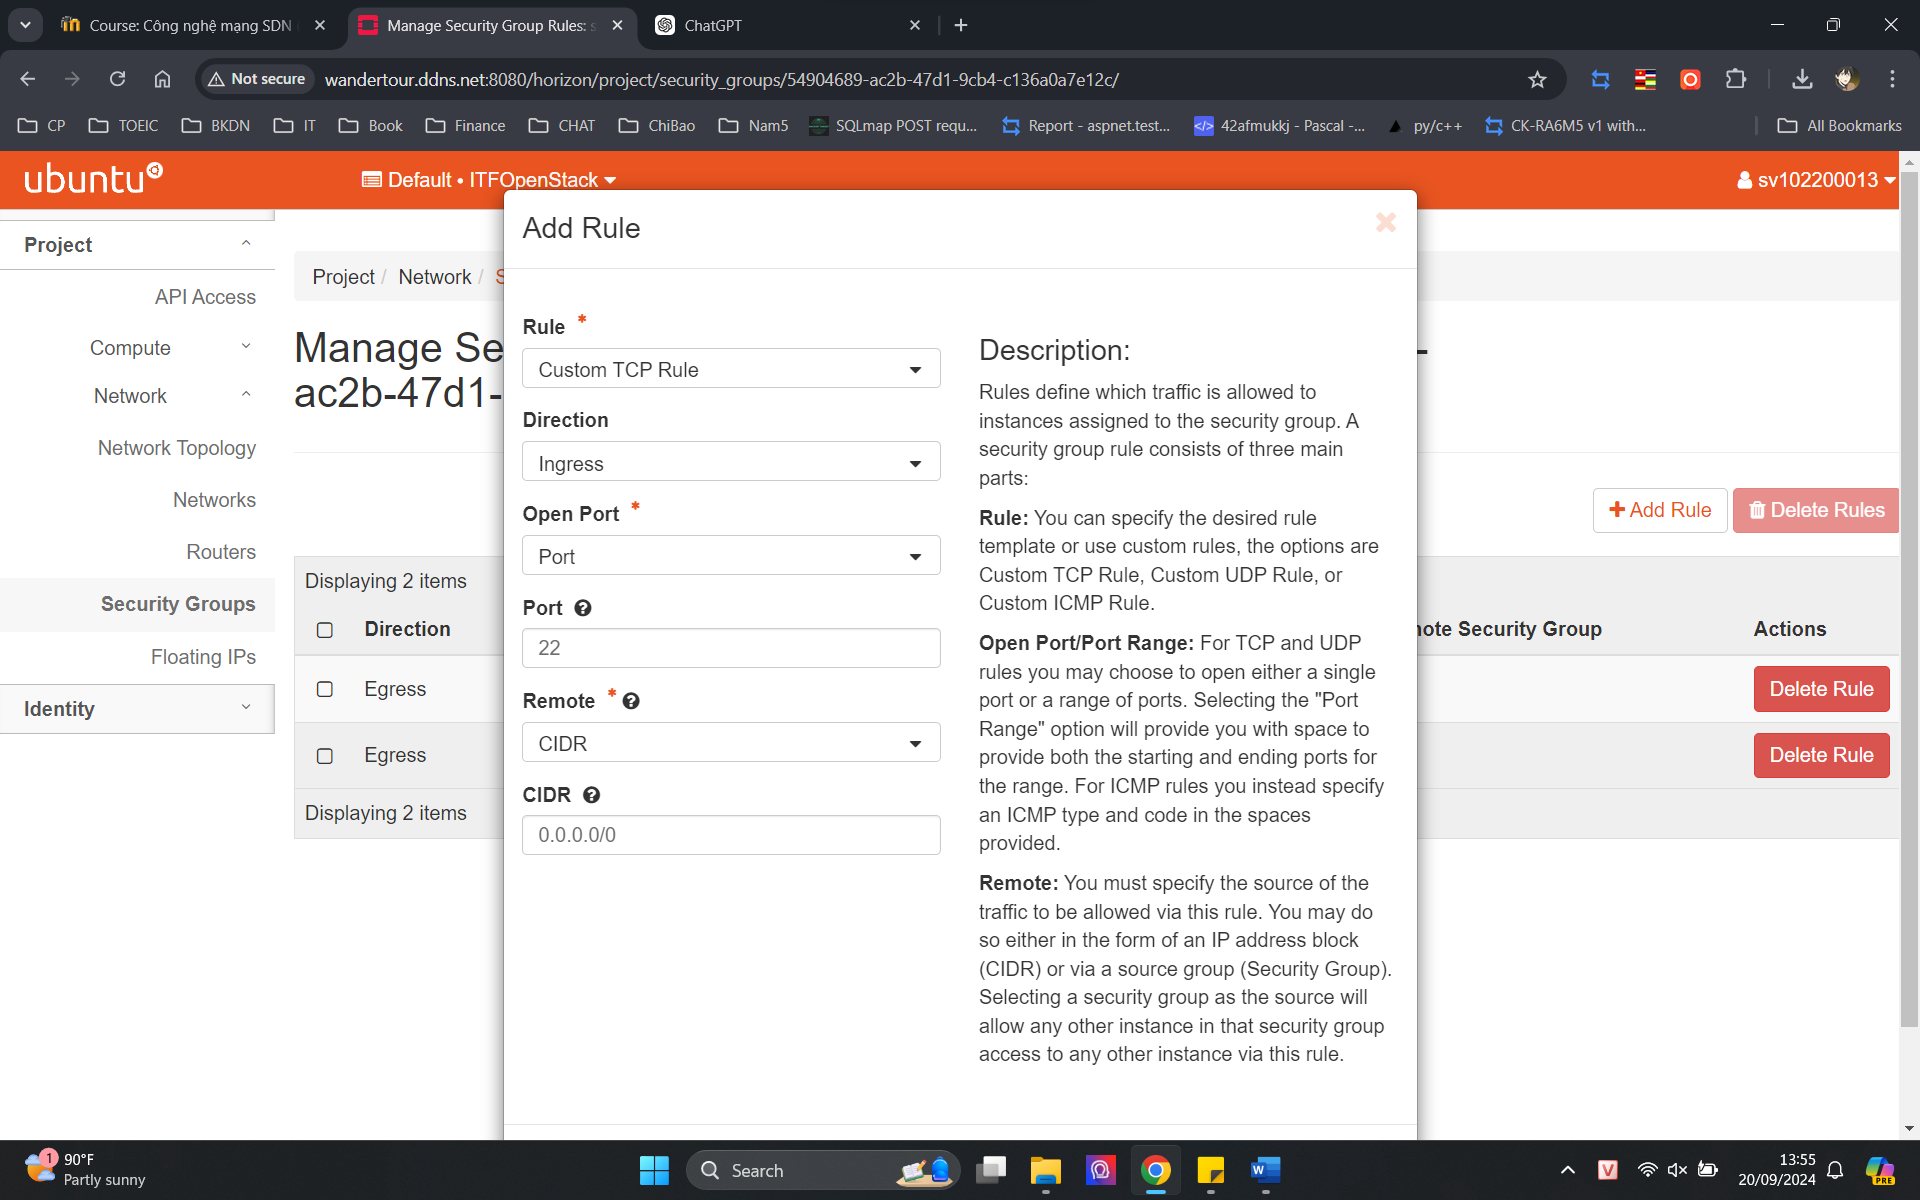 Course: Công nghệ mạng SDN
Manage Security Group Rules: s
ChatGPT
Not secure
wandertour.ddns.net:8080/horizon/project/security_groups/54904689-ac2b-47d1-9cb4-c136a0a7e12c/
CP
TOEIC
BKDN
IT
Book
Finance
CHAT
ChiBao
Nam5
SQLmap POST requ...
Report - aspnet.test...
42afmukkj - Pascal -...
py/c++
CK-RA6M5 v1 with...
All Bookmarks
ubuntu
Default • ITFOpenStack
sv102200013
Project
API Access
Compute
Network
Network Topology
Networks
Routers
Security Groups
Floating IPs
Identity
Project / Network / S
Manage Se
-
ac2b-47d1-
Add Rule
Delete Rules
Displaying 2 items
Direction
note Security Group
Actions
Egress
Delete Rule
Egress
Delete Rule
Displaying 2 items
Add Rule
Rule *
Custom TCP Rule
Direction
Ingress
Open Port *
Port
Port
22
Remote *
CIDR
CIDR
0.0.0.0/0
Description:
Rules define which traffic is allowed to
instances assigned to the security group. A
security group rule consists of three main
parts:
Rule: You can specify the desired rule
template or use custom rules, the options are
Custom TCP Rule, Custom UDP Rule, or
Custom ICMP Rule.
Open Port/Port Range: For TCP and UDP
rules you may choose to open either a single
port or a range of ports. Selecting the "Port
Range" option will provide you with space to
provide both the starting and ending ports for
the range. For ICMP rules you instead specify
an ICMP type and code in the spaces
provided.
Remote: You must specify the source of the
traffic to be allowed via this rule. You may do
so either in the form of an IP address block
(CIDR) or via a source group (Security Group).
Selecting a security group as the source will
allow any other instance in that security group
access to any other instance via this rule.
1
90°F
Partly sunny
Search
V
13:55
20/09/2024
PRE